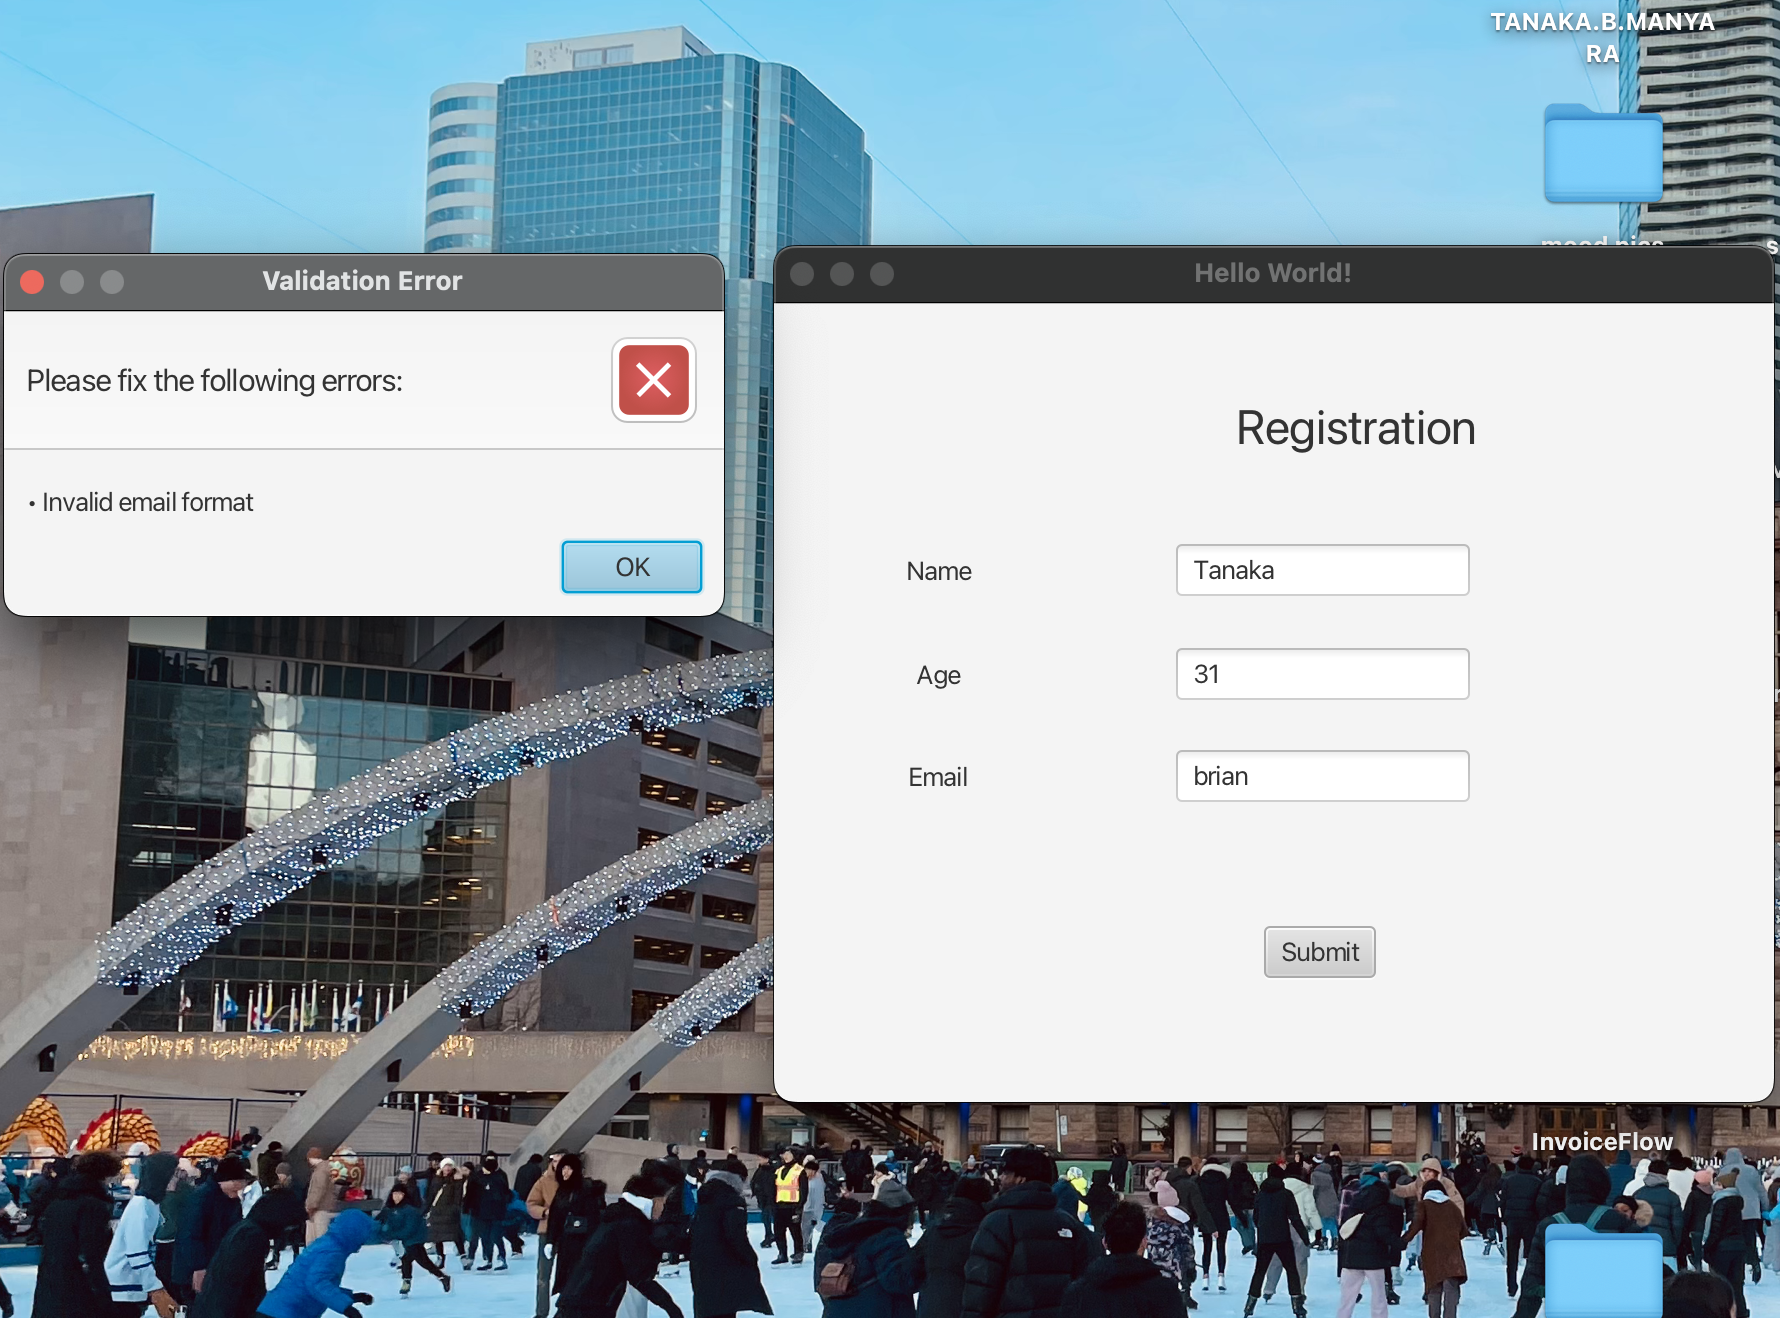 TANAKA.B.MANYA
RA
Validation Error
Please fix the following errors:
• Invalid email format
OK
Hello World!
Registration
Name
Tanaka
Age
31
Email
brian
Submit
InvoiceFlow